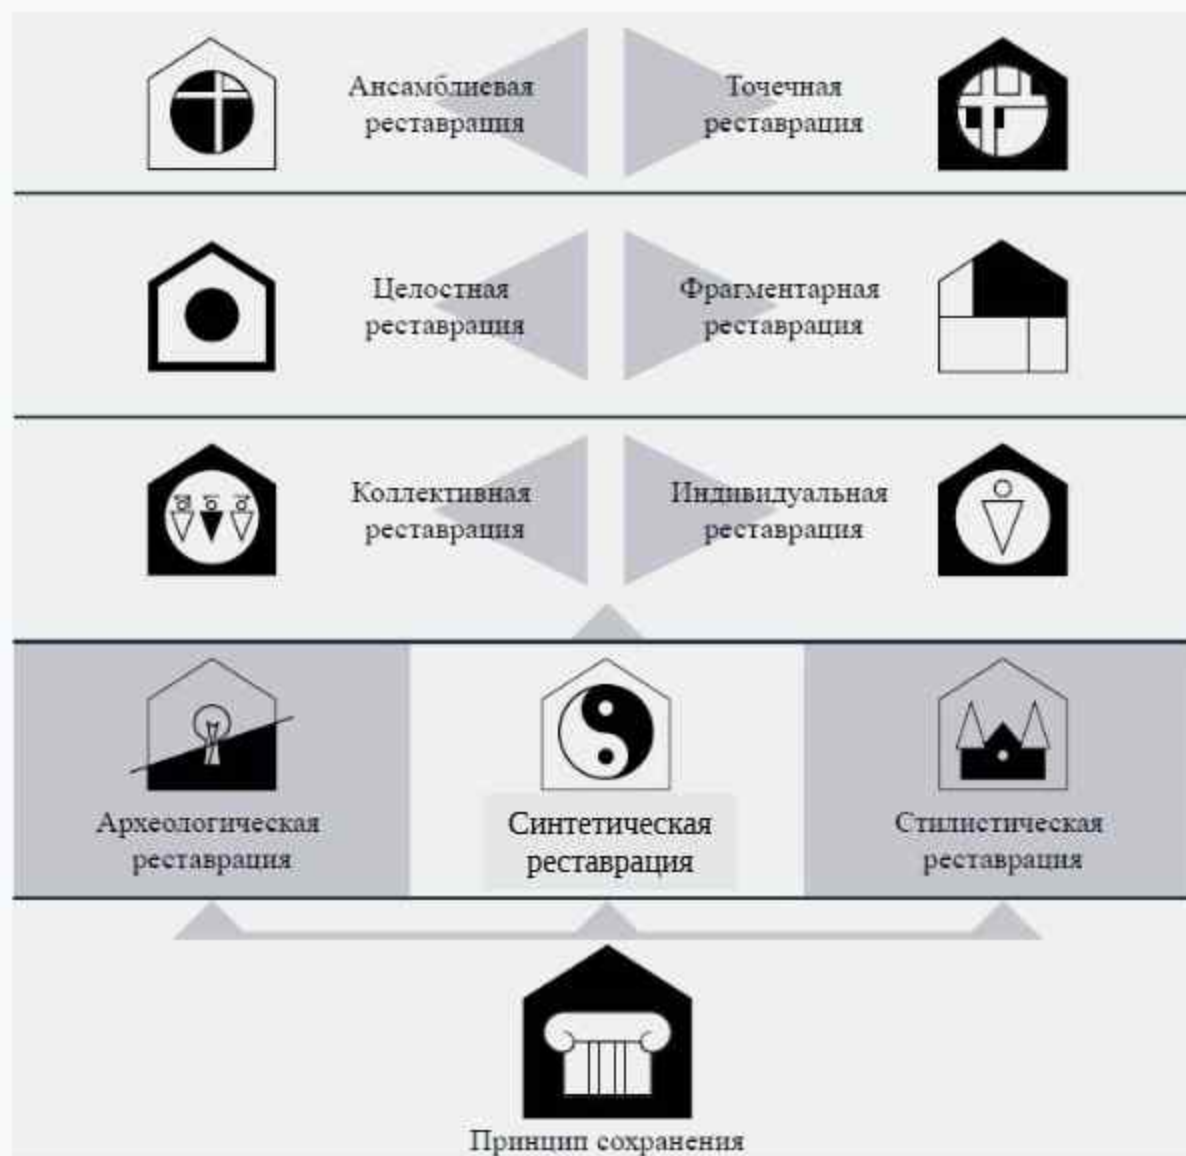 Ансамблиевая
реставрация
Точечная
реставрация
Целостная
реставрация
Фрагментарная
реставрация
Коллективная
реставрация
Индивидуальная
реставрация
Археологическая
реставрация
Синтетическая
реставрация
Стилистическая
реставрация
Принцип сохранения